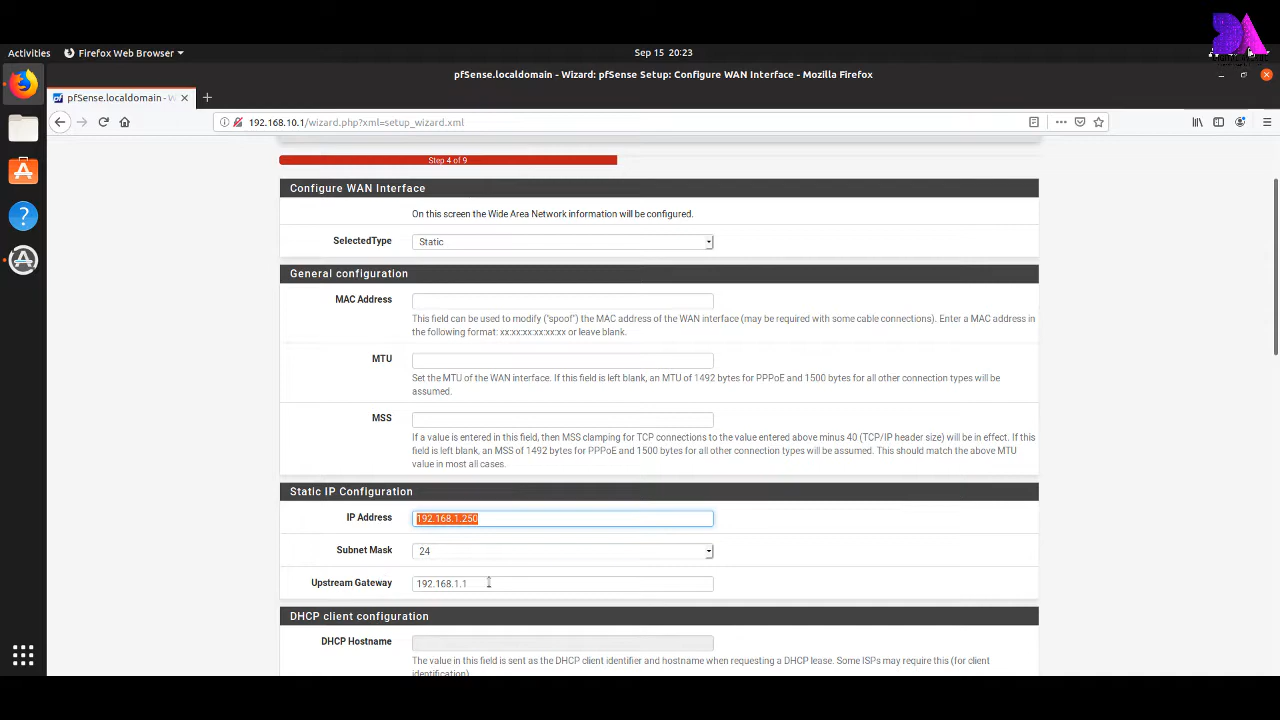 Activities
Firefox Web Browser
Sep 15 20:23
pfSense.localdomain - Wizard: pfSense Setup: Configure WAN Interface - Mozilla Firefox
pfSense.localdomain - W
192.168.10.1/wizard.php?xml=setup_wizard.xml
Step 4 of 9
Configure WAN Interface
On this screen the Wide Area Network information will be configured.
SelectedType
Static
General configuration
MAC Address
This field can be used to modify ("spoof") the MAC address of the WAN interface (may be required with some cable connections). Enter a MAC address in
the following format: xx:xx:xx:xx:xx:xx or leave blank.
MTU
Set the MTU of the WAN interface. If this field is left blank, an MTU of 1492 bytes for PPPoE and 1500 bytes for all other connection types will be
assumed.
MSS
If a value is entered in this field, then MSS clamping for TCP connections to the value entered above minus 40 (TCP/IP header size) will be in effect. If this
field is left blank, an MSS of 1492 bytes for PPPoE and 1500 bytes for all other connection types will be assumed. This should match the above MTU
value in most all cases.
Static IP Configuration
IP Address
192.168.1.250
Subnet Mask
24
Upstream Gateway
192.168.1.1
DHCP client configuration
DHCP Hostname
The value in this field is sent as the DHCP client identifier and hostname when requesting a DHCP lease. Some ISPs may require this (for client
identification).